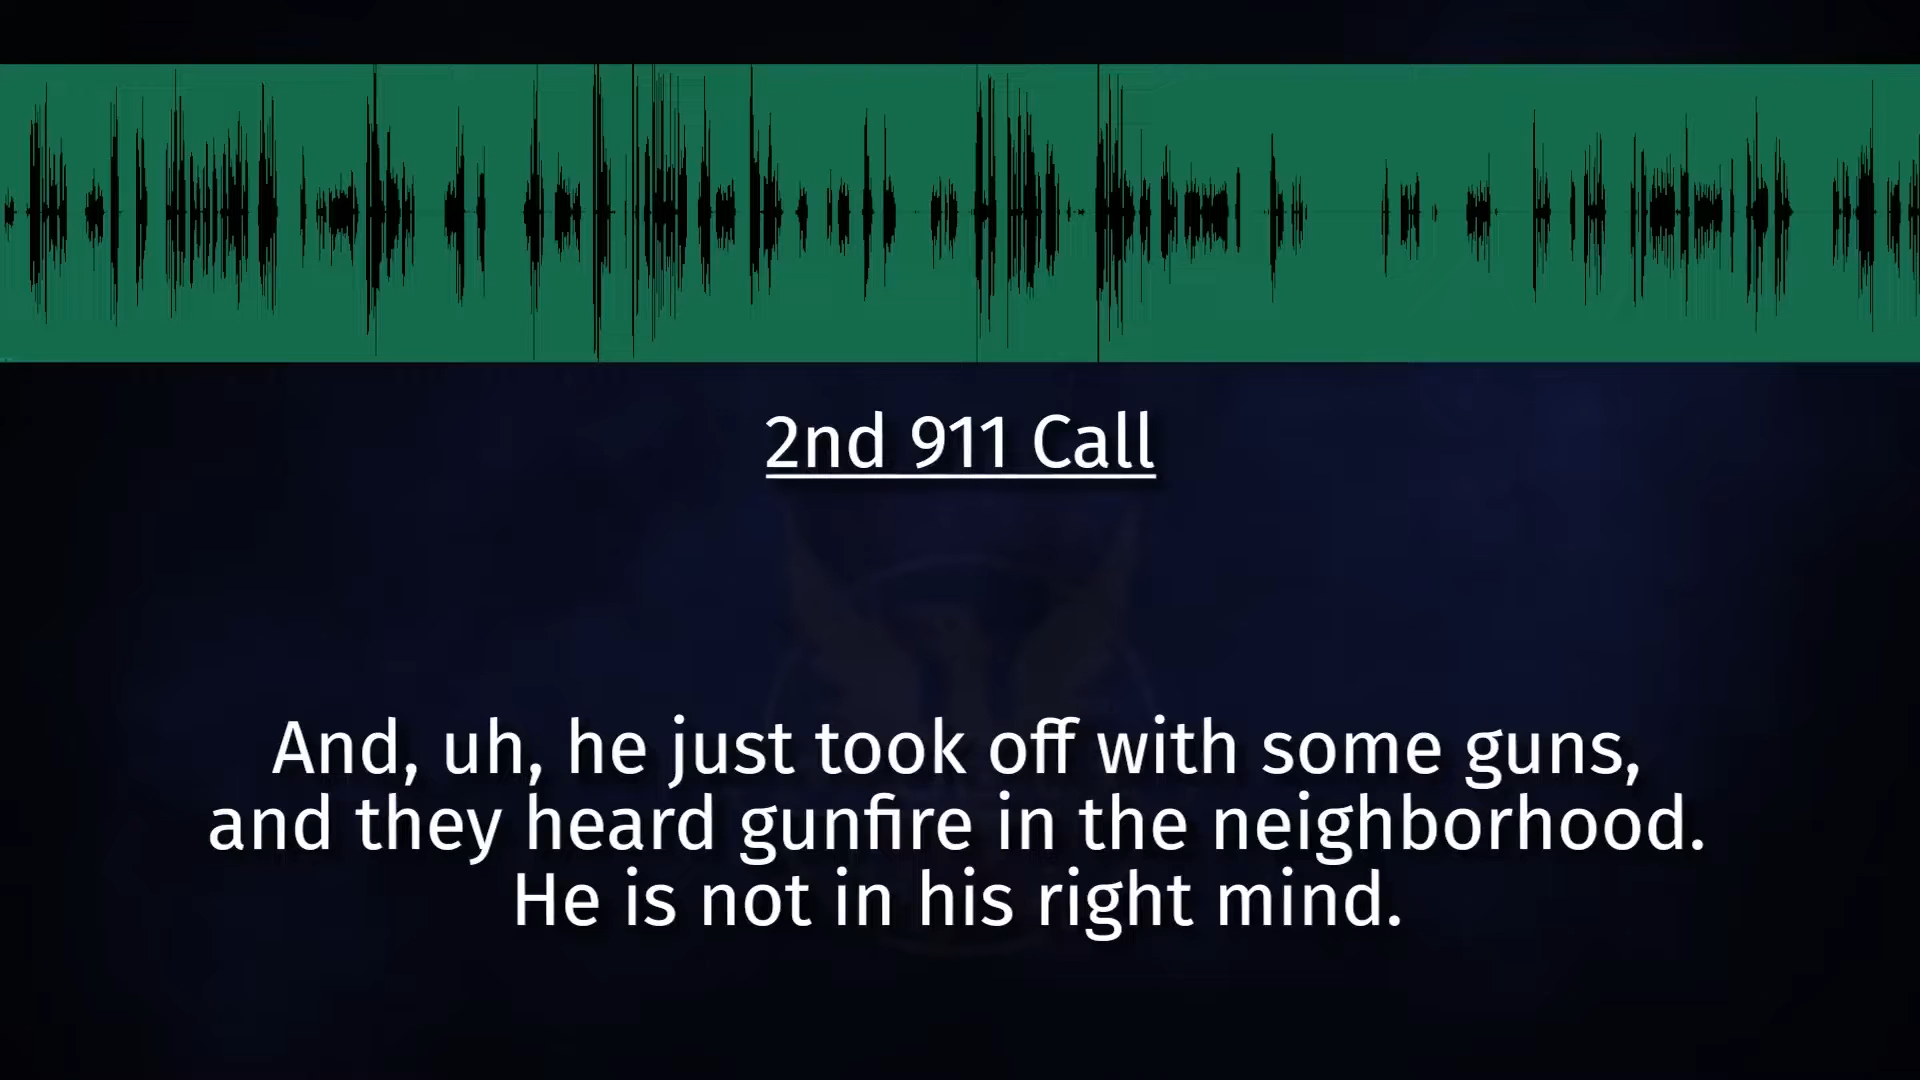 2nd 911 Call
And, uh, he just took off with some guns,
and they heard gunfire in the neighborhood.
He is not in his right mind.